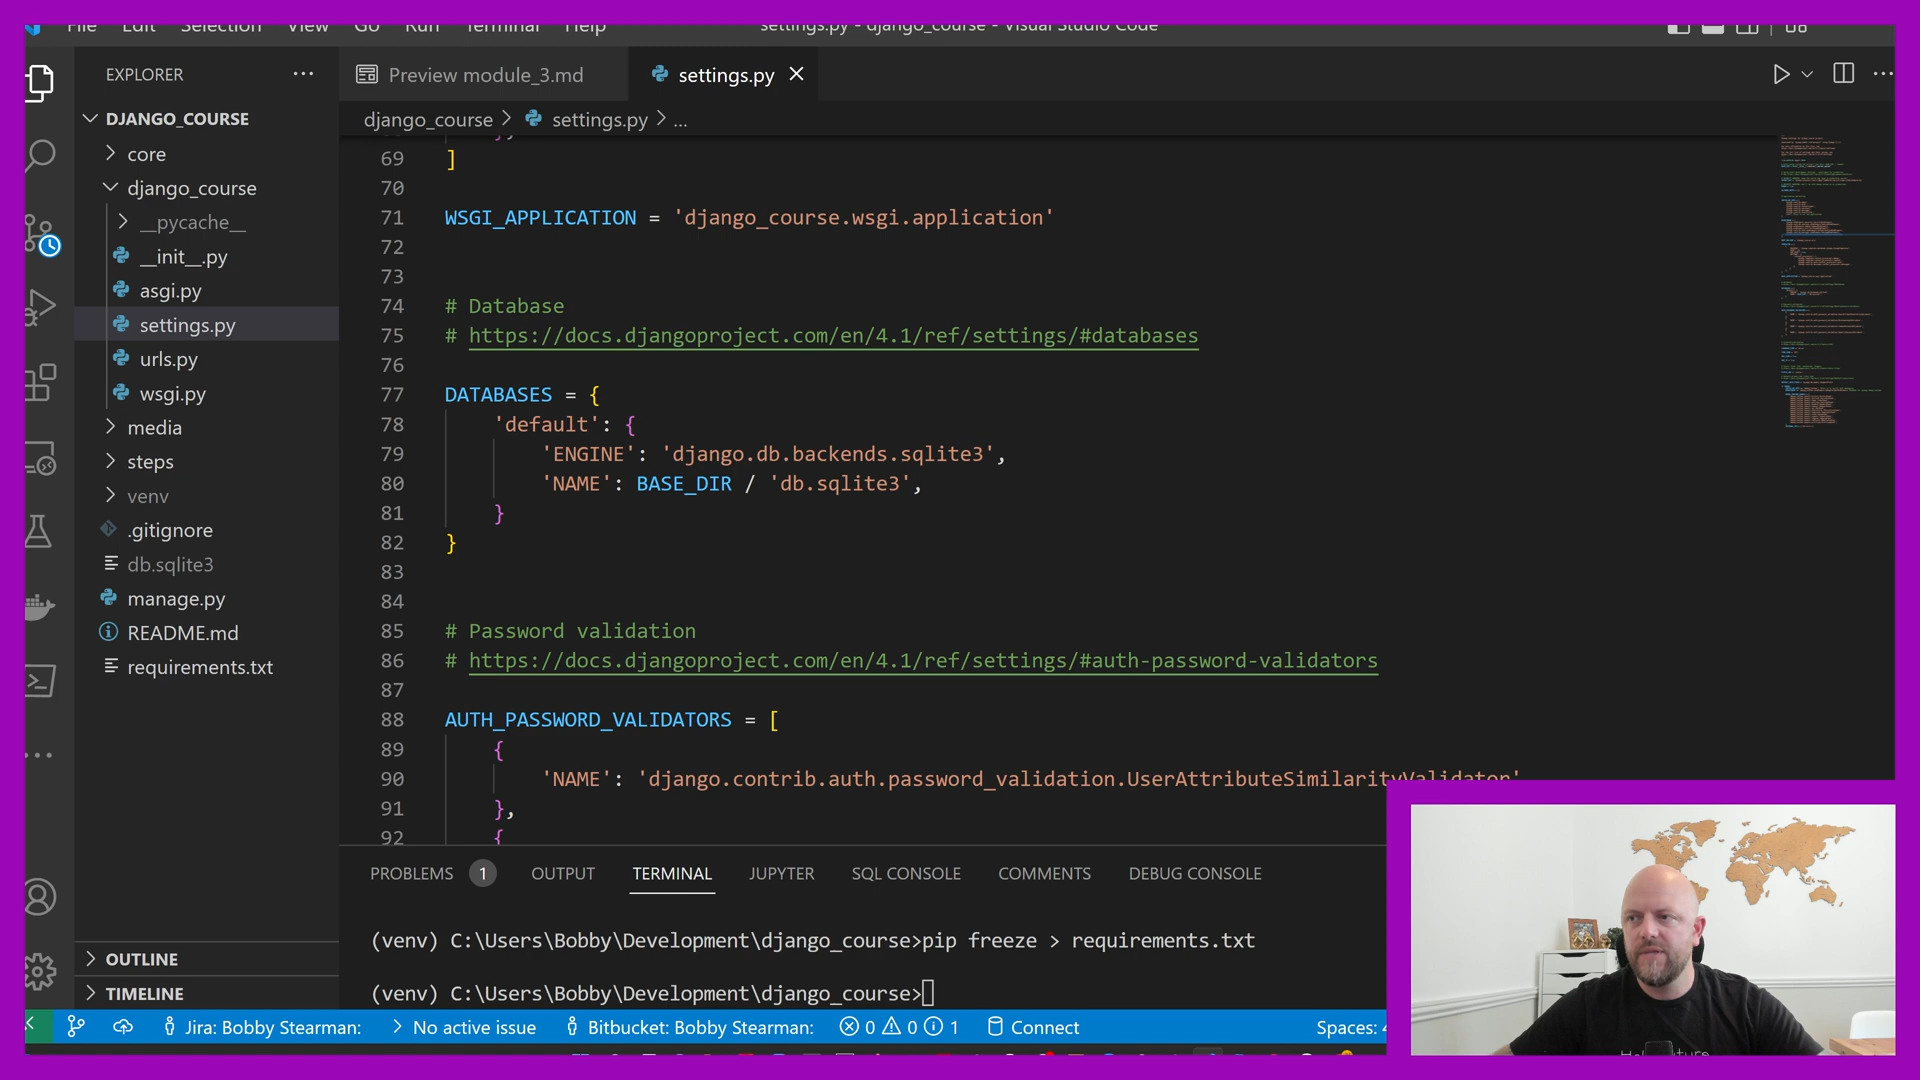 File Edit Selection View Go Run Terminal Help
settings.py - django_course - Visual Studio Code
EXPLORER
Preview module_3.md
settings.py
DJANGO_COURSE
django_course > settings.py > ...
core
django_course
__pycache__
__init__.py
asgi.py
settings.py
urls.py
wsgi.py
media
steps
venv
.gitignore
db.sqlite3
manage.py
README.md
requirements.txt
OUTLINE
TIMELINE
69 ]
70
71 WSGI_APPLICATION = 'django_course.wsgi.application'
72
73
74 # Database
75 # https://docs.djangoproject.com/en/4.1/ref/settings/#databases
76
77 DATABASES = {
78 'default': {
79 'ENGINE': 'django.db.backends.sqlite3',
80 'NAME': BASE_DIR / 'db.sqlite3',
81 }
82 }
83
84
85 # Password validation
86 # https://docs.djangoproject.com/en/4.1/ref/settings/#auth-password-validators
87
88 AUTH_PASSWORD_VALIDATORS = [
89 {
90 'NAME': 'django.contrib.auth.password_validation.UserAttributeSimilarityValidator'
91 },
92 {
PROBLEMS 1 OUTPUT TERMINAL JUPYTER SQL CONSOLE COMMENTS DEBUG CONSOLE
(venv) C:\Users\Bobby\Development\django_course>pip freeze > requirements.txt
(venv) C:\Users\Bobby\Development\django_course>
Jira: Bobby Stearman: No active issue Bitbucket: Bobby Stearman: 0 0 1 Connect Spaces: